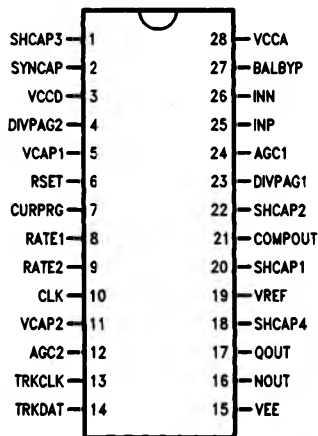 SHCAP3 1 28 VCCA
SYNCAP 2 27 BALBYP
VCCD 3 26 INN
DIVPAG2 4 25 INP
VCAP1 5 24 AGC1
RSET 6 23 DIVPAG1
CURPRG 7 22 SHCAP2
RATE1 8 21 COMPOUT
RATE2 9 20 SHCAP1
CLK 10 19 VREF
VCAP2 11 18 SHCAP4
AGC2 12 17 QOUT
TRKCLK 13 16 NOUT
TRKDAT 14 15 VEE